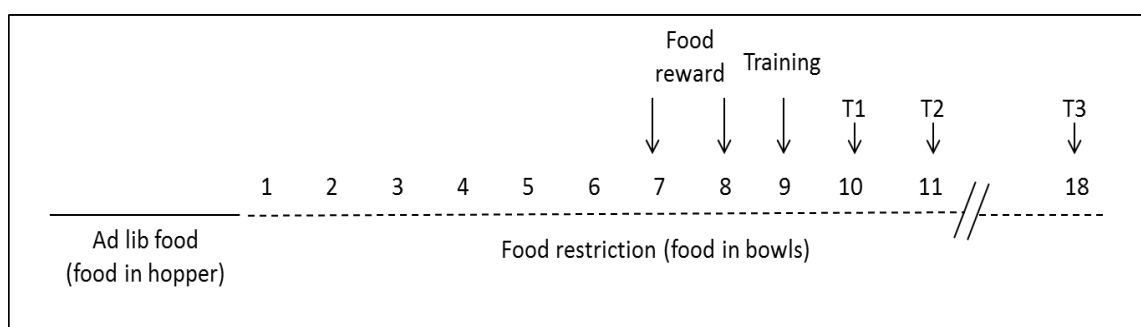 Food
reward
Training
T1 T2 T3
1 2 3 4 5 6 7 8 9 10 11 18
Ad lib food
(food in hopper)
Food restriction (food in bowls)